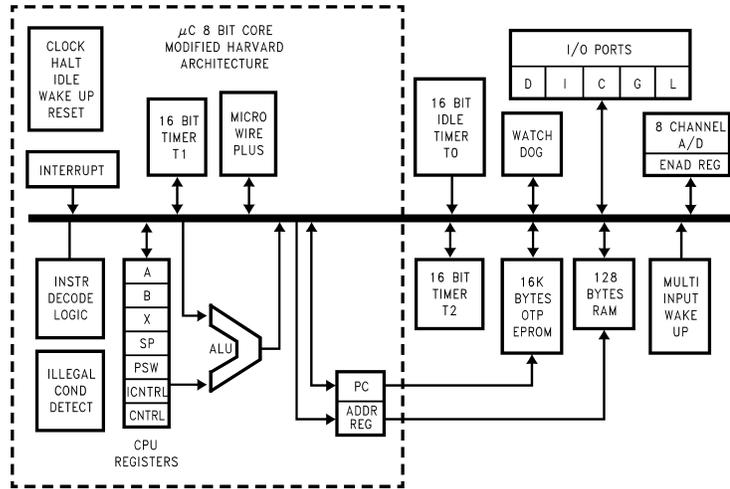 CLOCK
HALT
IDLE
WAKE UP
RESET
μC 8 BIT CORE
MODIFIED HARVARD
ARCHITECTURE
16 BIT
TIMER
T1
MICRO
WIRE
PLUS
INTERRUPT
16 BIT
IDLE
TIMER
T0
WATCH
DOG
I/O PORTS
D I C G L
8 CHANNEL
A/D
ENAD REG
INSTR
DECODE
LOGIC
ILLEGAL
COND
DETECT
A
B
X
SP
PSW
ICNTRL
CNTRL
CPU
REGISTERS
ALU
PC
ADDR
REG
16 BIT
TIMER
T2
16K
BYTES
OTP
EPROM
128
BYTES
RAM
MULTI
INPUT
WAKE
UP